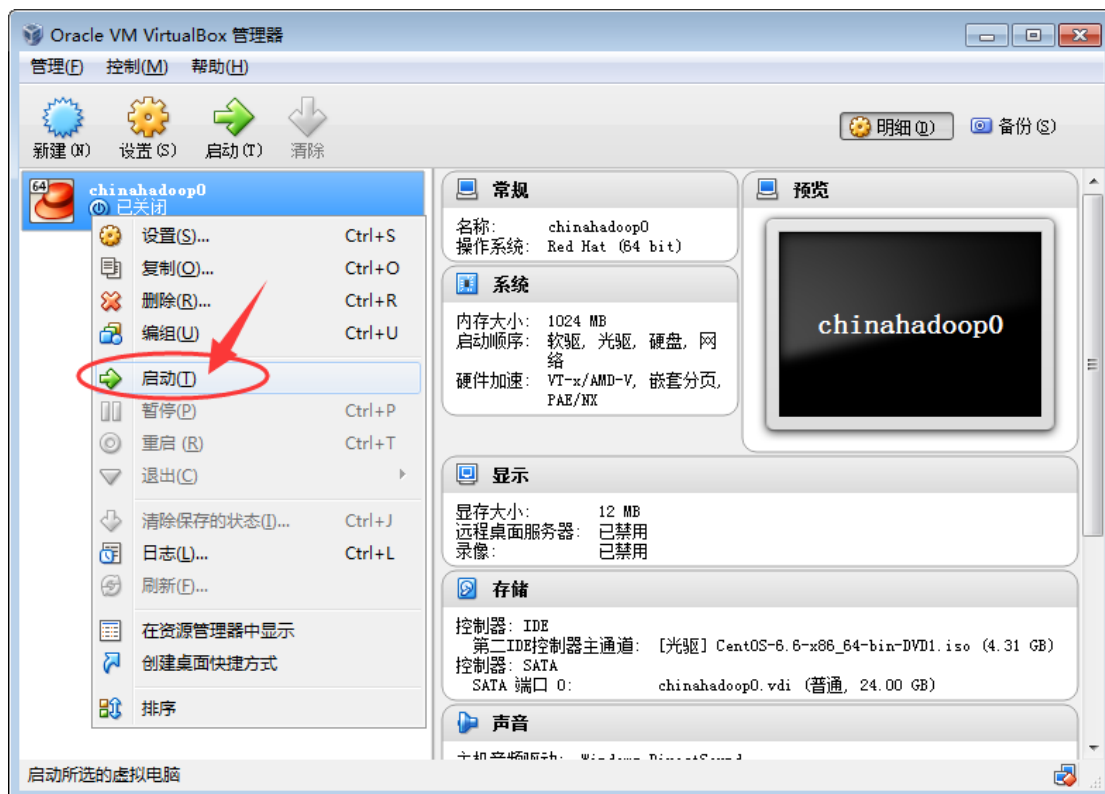 Oracle VM VirtualBox 管理器
管理(F) 控制(M) 帮助(H)
新建(N) 设置(S) 启动(T) 清除
明细(D) 备份(S)
64
chinahadoop0
已关闭
设置(S)... Ctrl+S
复制(O)... Ctrl+O
删除(R)... Ctrl+R
编组(U) Ctrl+U
启动(T)
暂停(P) Ctrl+P
重启 (R) Ctrl+T
退出(C)
清除保存的状态(I)... Ctrl+J
日志(L)... Ctrl+L
刷新(F)...
在资源管理器中显示
创建桌面快捷方式
排序
常规
名称: chinahadoop0
操作系统: Red Hat (64 bit)
系统
内存大小: 1024 MB
启动顺序: 软驱, 光驱, 硬盘, 网
络
硬件加速: VT-x/AMD-V, 嵌套分页,
PAE/NX
预览
chinahadoop0
显示
显存大小: 12 MB
远程桌面服务器: 已禁用
录像: 已禁用
存储
控制器: IDE
第二IDE控制器主通道: [光驱] CentOS-6.6-x86_64-bin-DVD1.iso (4.31 GB)
控制器: SATA
SATA 端口 0: chinahadoop0.vdi (普通, 24.00 GB)
声音
主机音频驱动: Windows DirectSound
启动所选的虚拟电脑